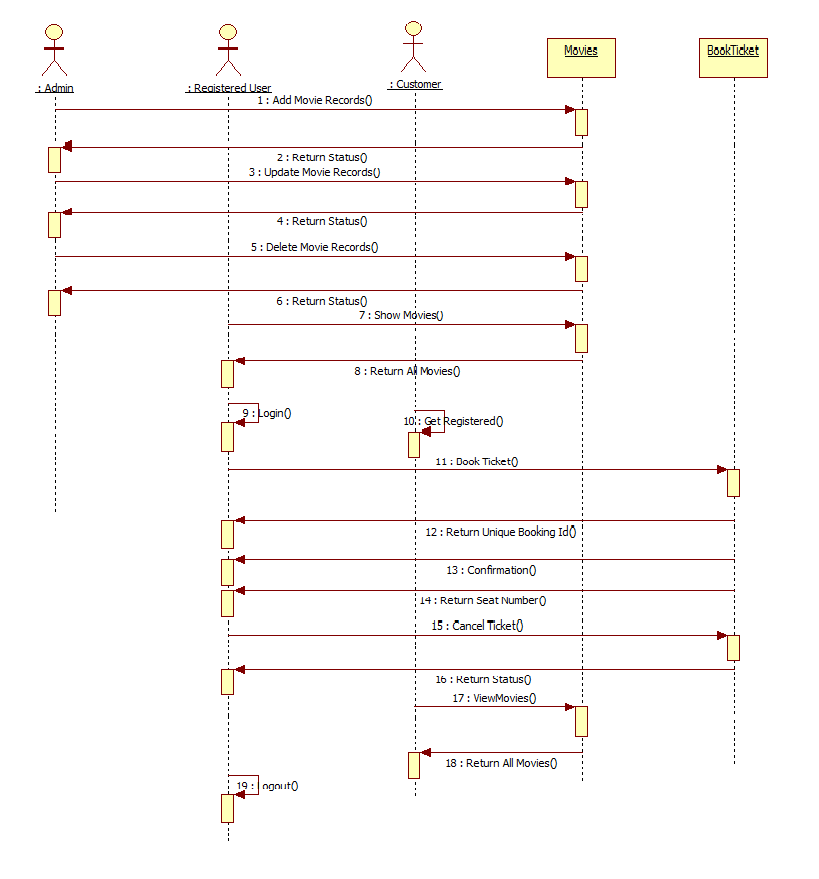 : Admin
: Registered User
: Customer
Movies
BookTicket
1 : Add Movie Records()
2 : Return Status()
3 : Update Movie Records()
4 : Return Status()
5 : Delete Movie Records()
6 : Return Status()
7 : Show Movies()
8 : Return All Movies()
9 : Login()
10 : Get Registered()
11 : Book Ticket()
12 : Return Unique Booking Id()
13 : Confirmation()
14 : Return Seat Number()
15 : Cancel Ticket()
16 : Return Status()
17 : ViewMovies()
18 : Return All Movies()
19 : Logout()